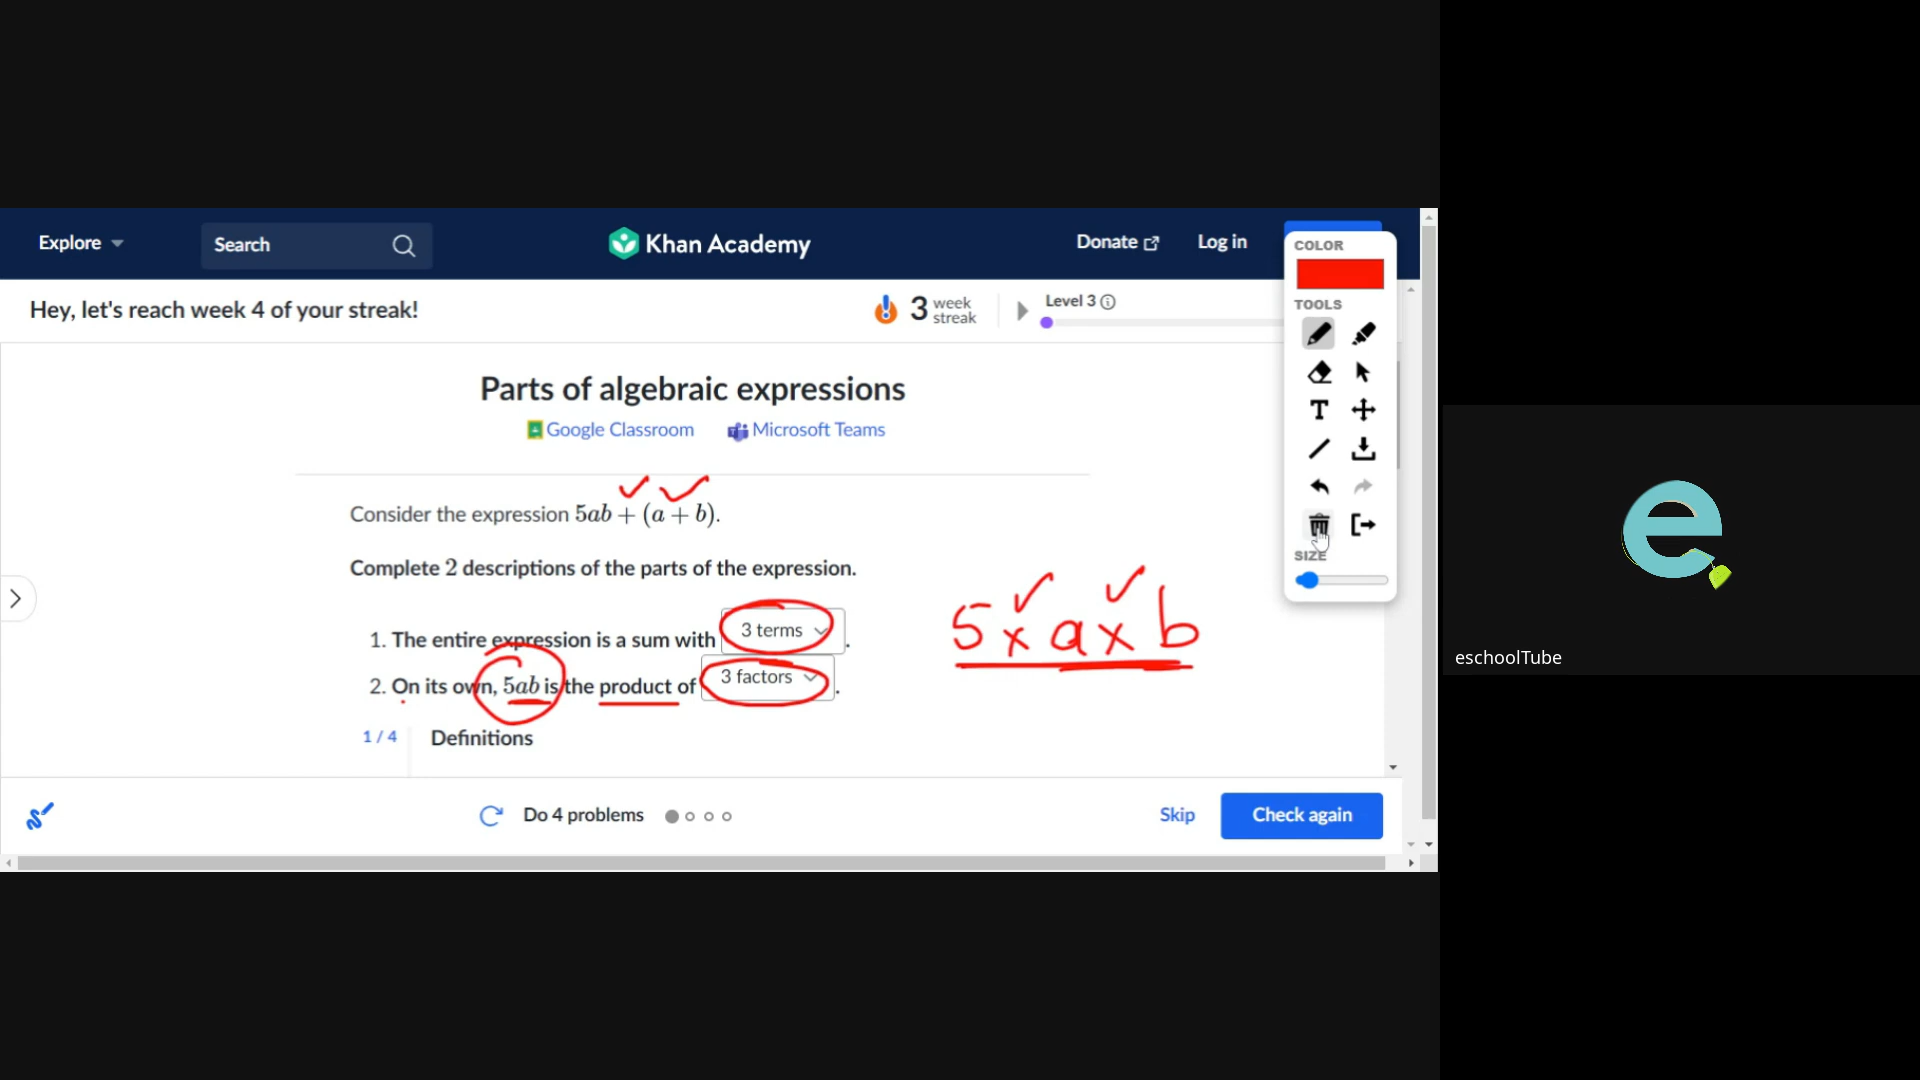 Explore
Search
Khan Academy
Donate
Log in
COLOR
Hey, let's reach week 4 of your streak!
3 week streak
Level 3
TOOLS
Parts of algebraic expressions
Google Classroom
Microsoft Teams
T
Consider the expression 5ab + (a + b).
SIZE
Complete 2 descriptions of the parts of the expression.
1. The entire expression is a sum with 3 terms .
5 x a x b
2. On its own, 5ab is the product of 3 factors .
1 / 4
Definitions
Do 4 problems
Skip
Check again
e
eschoolTube